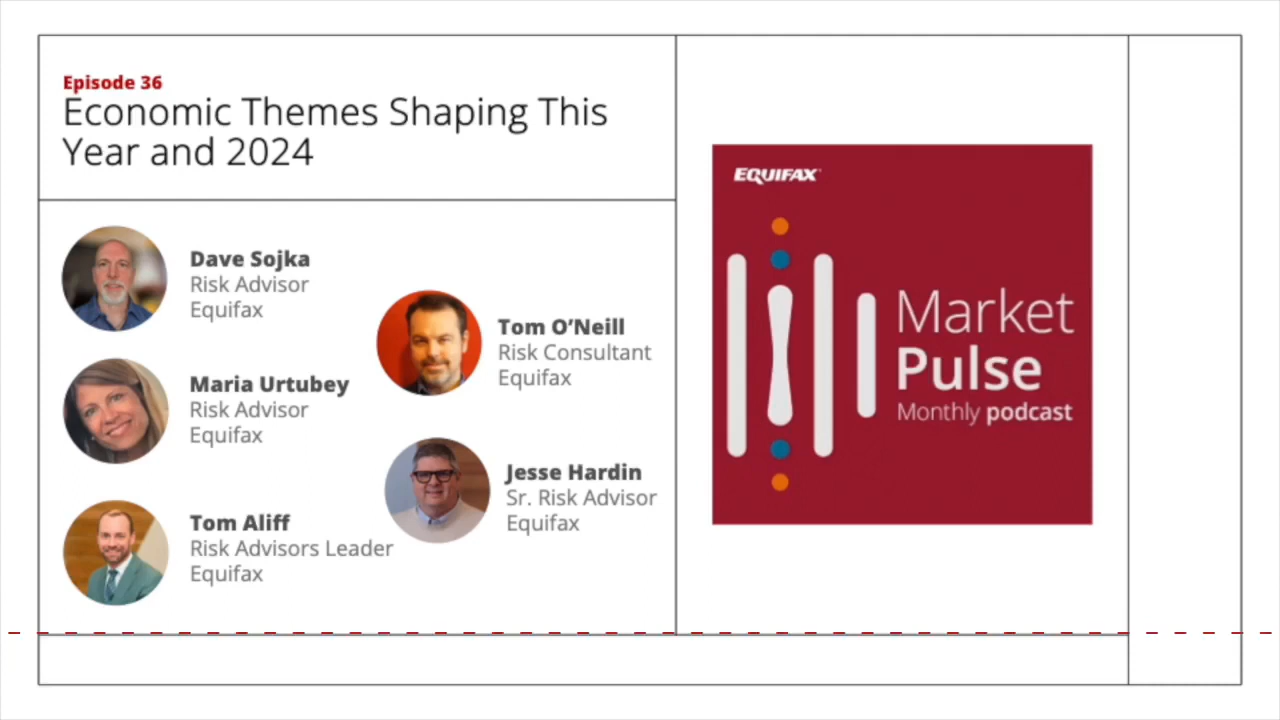 Episode 36
Economic Themes Shaping This
Year and 2024
Dave Sojka
Risk Advisor
Equifax
Tom O’Neill
Risk Consultant
Equifax
Maria Urtubey
Risk Advisor
Equifax
Jesse Hardin
Sr. Risk Advisor
Equifax
Tom Aliff
Risk Advisors Leader
Equifax
EQUIFAX
Market
Pulse
Monthly podcast